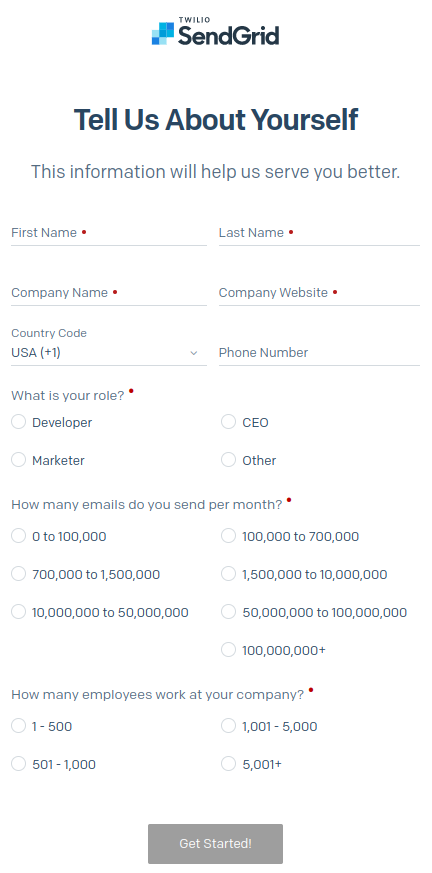 TWILIO
SendGrid
Tell Us About Yourself
This information will help us serve you better.
First Name •
Last Name •
Company Name •
Company Website •
Country Code
USA (+1)
Phone Number
What is your role? •
Developer
CEO
Marketer
Other
How many emails do you send per month? •
0 to 100,000
100,000 to 700,000
700,000 to 1,500,000
1,500,000 to 10,000,000
10,000,000 to 50,000,000
50,000,000 to 100,000,000
100,000,000+
How many employees work at your company? •
1 - 500
1,001 - 5,000
501 - 1,000
5,001+
Get Started!